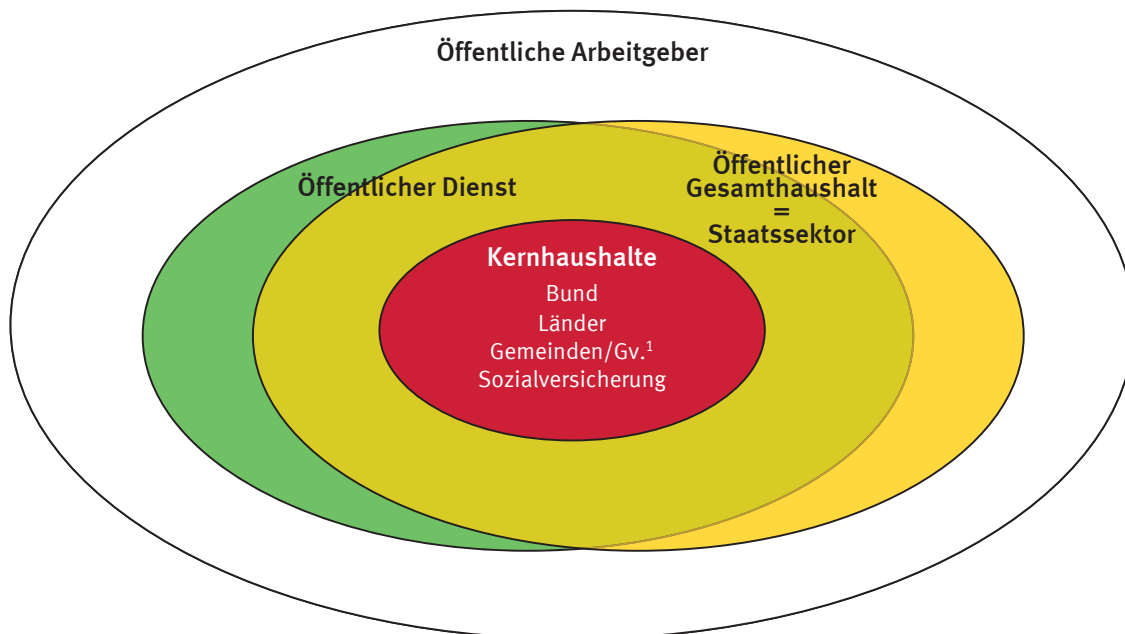 Öffentliche Arbeitgeber
Öffentlicher Dienst
Öffentlicher
Gesamthaushalt
=
Staatssektor
Kernhaushalte
Bund
Länder
Gemeinden/Gv.¹
Sozialversicherung